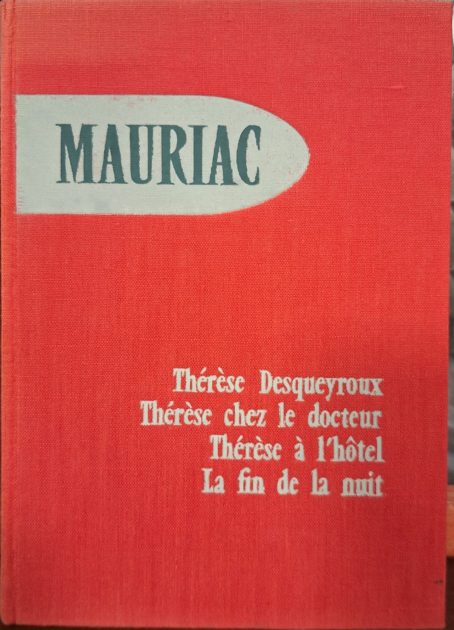 MAURIAC
Thérèse Desqueyroux
Thérèse chez le docteur
Thérèse à l'hôtel
La fin de la nuit